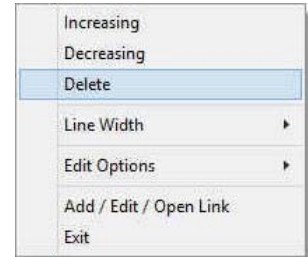 Increasing
Decreasing
Delete
Line Width
Edit Options
Add / Edit / Open Link
Exit